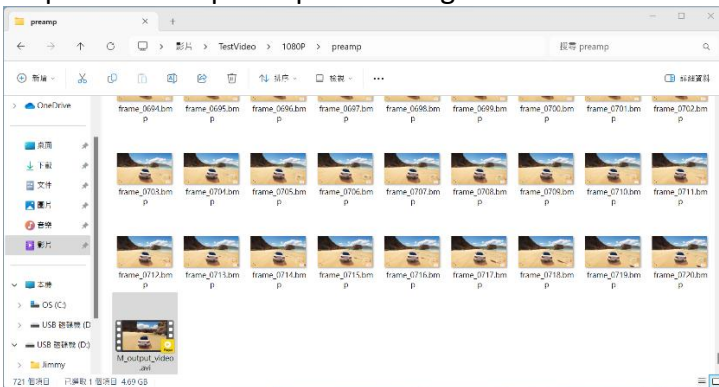 preamp
影片 > TestVideo > 1080P > preamp
搜尋 preamp
新增
排序
檢視
詳細資料
OneDrive
frame_0694.bmp
frame_0695.bmp
frame_0696.bmp
frame_0697.bmp
frame_0698.bmp
frame_0699.bmp
frame_0700.bmp
frame_0701.bmp
frame_0702.bmp
桌面
下載
文件
圖片
音樂
影片
frame_0703.bmp
frame_0704.bmp
frame_0705.bmp
frame_0706.bmp
frame_0707.bmp
frame_0708.bmp
frame_0709.bmp
frame_0710.bmp
frame_0711.bmp
frame_0712.bmp
frame_0713.bmp
frame_0714.bmp
frame_0715.bmp
frame_0716.bmp
frame_0717.bmp
frame_0718.bmp
frame_0719.bmp
frame_0720.bmp
本機
OS (C:)
USB 磁碟機 (D
USB 磁碟機 (D:)
Jimmy
M_output_video.avi
721 個項目 已選取 1 個項目 4.69 GB